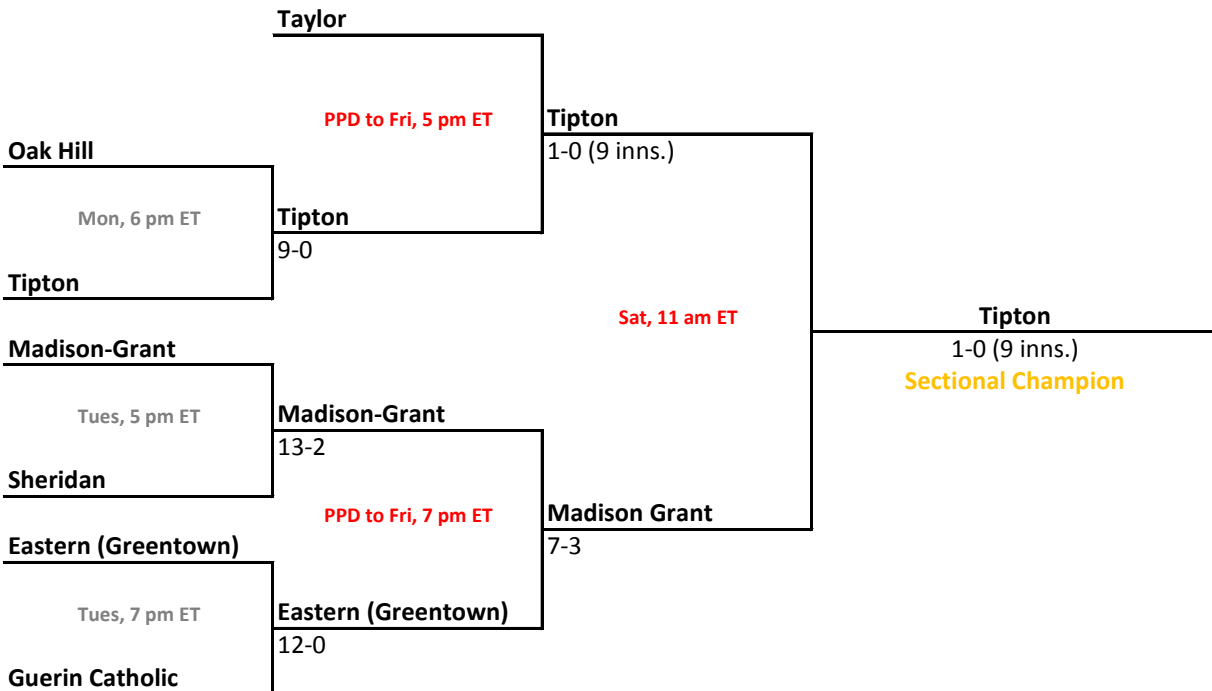 Taylor
PPD to Fri, 5 pm ET
Tipton
1-0 (9 inns.)
Oak Hill
Mon, 6 pm ET
Tipton
9-0
Tipton
Sat, 11 am ET
Tipton
1-0 (9 inns.)
Sectional Champion
Madison-Grant
Tues, 5 pm ET
Madison-Grant
13-2
Sheridan
PPD to Fri, 7 pm ET
Madison Grant
7-3
Eastern (Greentown)
Tues, 7 pm ET
Eastern (Greentown)
12-0
Guerin Catholic